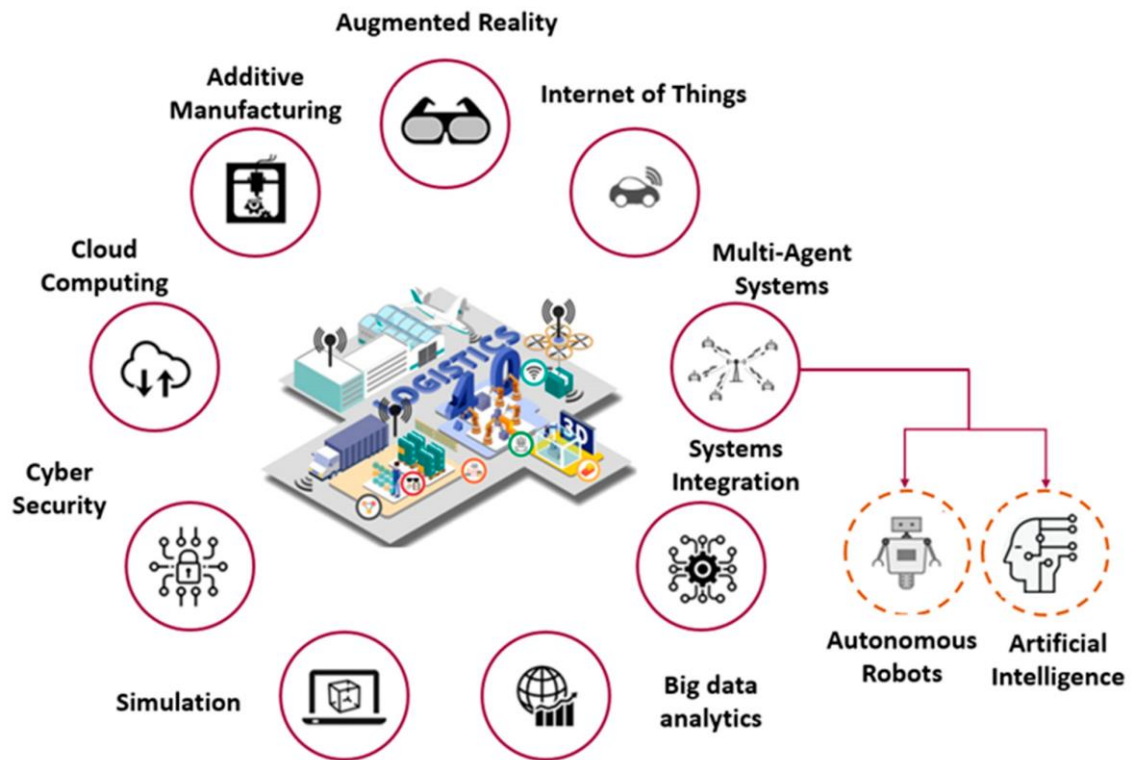 Augmented Reality
Additive
Manufacturing
Internet of Things
Cloud
Computing
Multi-Agent
Systems
LOGISTICS
4.0
3D
Cyber
Security
Systems
Integration
Autonomous
Robots
Artificial
Intelligence
Simulation
Big data
analytics